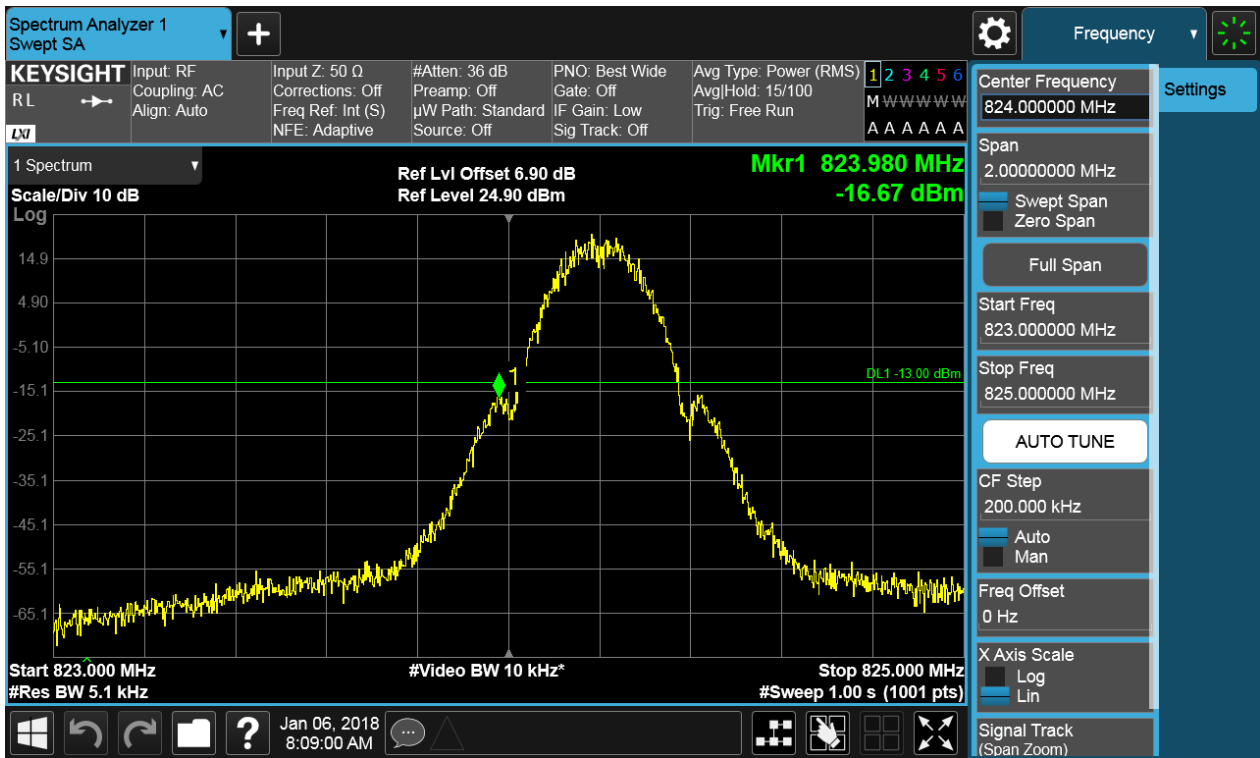 Spectrum Analyzer 1
Swept SA
Frequency
KEYSIGHT
RL
LXI
Input: RF
Coupling: AC
Align: Auto
Input Z: 50 Ω
Corrections: Off
Freq Ref: Int (S)
NFE: Adaptive
#Atten: 36 dB
Preamp: Off
µW Path: Standard
Source: Off
PNO: Best Wide
Gate: Off
IF Gain: Low
Sig Track: Off
Avg Type: Power (RMS)
Avg|Hold: 15/100
Trig: Free Run
1 2 3 4 5 6
M W W W W W
A A A A A A
1 Spectrum
Scale/Div 10 dB
Log
Ref Lvl Offset 6.90 dB
Ref Level 24.90 dBm
Mkr1 823.980 MHz
-16.67 dBm
14.9
4.90
-5.10
-15.1
-25.1
-35.1
-45.1
-55.1
-65.1
1
DL1 -13.00 dBm
Start 823.000 MHz
#Res BW 5.1 kHz
#Video BW 10 kHz*
Stop 825.000 MHz
#Sweep 1.00 s (1001 pts)
Center Frequency
824.000000 MHz
Span
2.00000000 MHz
Swept Span
Zero Span
Full Span
Start Freq
823.000000 MHz
Stop Freq
825.000000 MHz
AUTO TUNE
CF Step
200.000 kHz
Auto
Man
Freq Offset
0 Hz
X Axis Scale
Log
Lin
Signal Track
(Span Zoom)
Settings
?
Jan 06, 2018
8:09:00 AM